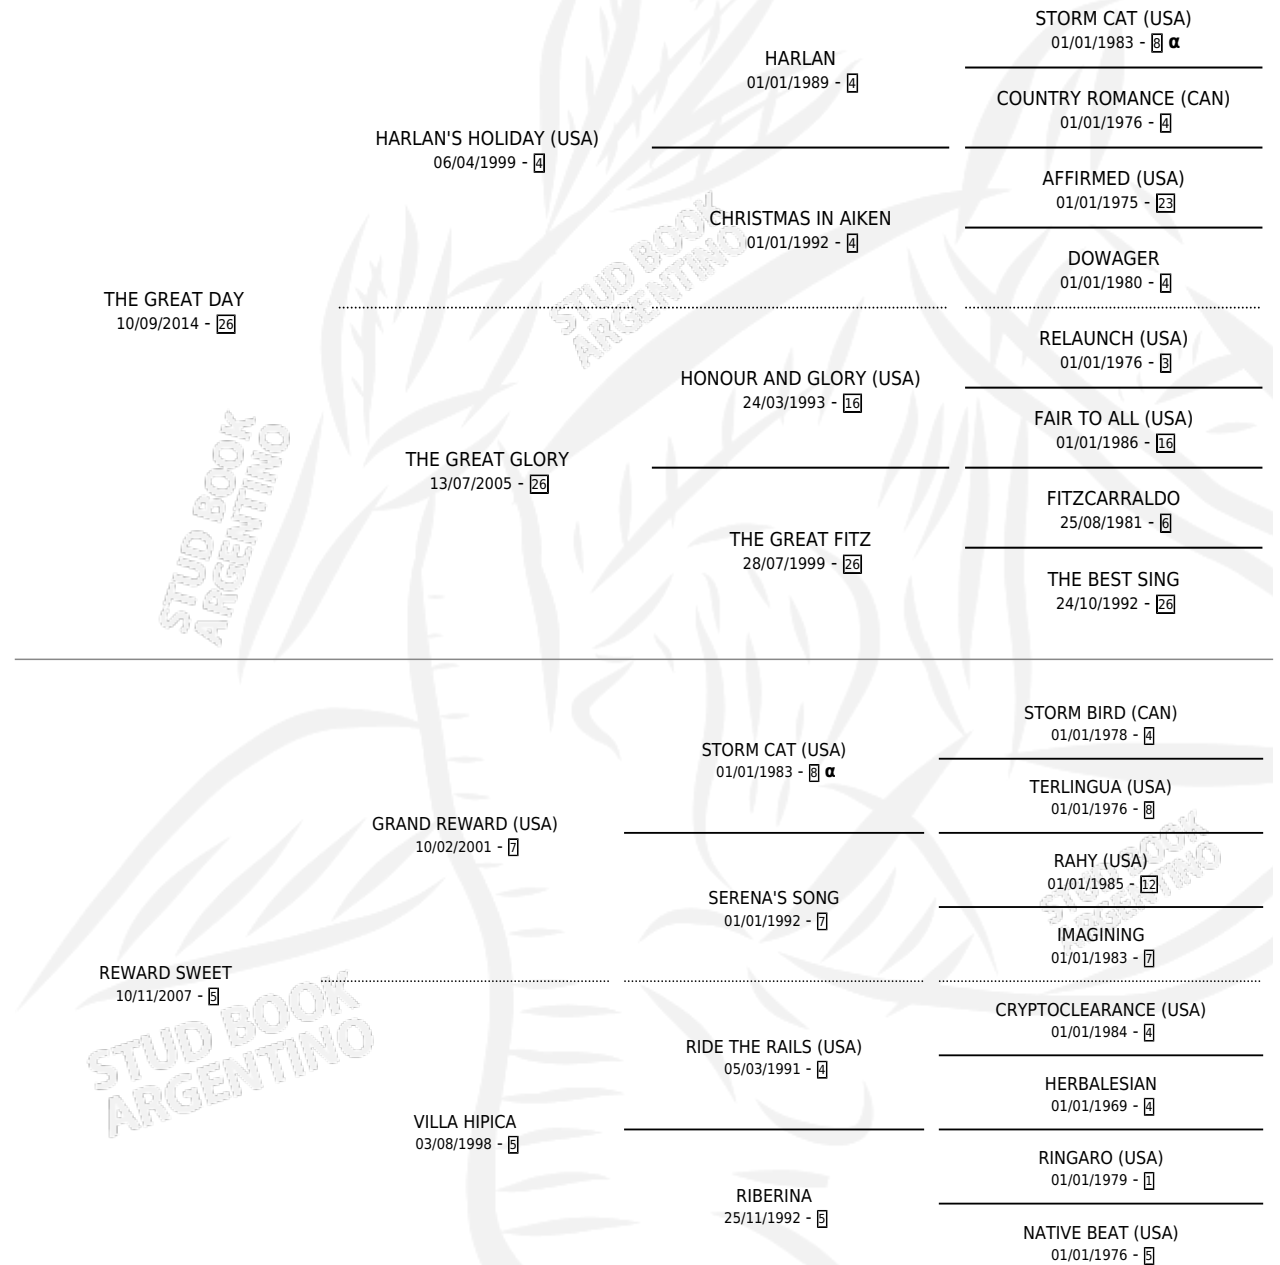 STORM CAT (USA)
01/01/1983 - 8 α
HARLAN
01/01/1989 - 4
COUNTRY ROMANCE (CAN)
01/01/1976 - 4
HARLAN'S HOLIDAY (USA)
06/04/1999 - 4
AFFIRMED (USA)
01/01/1975 - 23
CHRISTMAS IN AIKEN
01/01/1992 - 4
DOWAGER
01/01/1980 - 4
STUD BOOK
ARGENTINO
THE GREAT DAY
10/09/2014 - 26
RELAUNCH (USA)
01/01/1976 - 3
HONOUR AND GLORY (USA)
24/03/1993 - 16
FAIR TO ALL (USA)
01/01/1986 - 16
THE GREAT GLORY
13/07/2005 - 26
FITZCARRALDO
25/08/1981 - 6
THE GREAT FITZ
28/07/1999 - 26
THE BEST SING
24/10/1992 - 26
STUD BOOK
ARGENTINO
STORM BIRD (CAN)
01/01/1978 - 4
STORM CAT (USA)
01/01/1983 - 8 α
TERLINGUA (USA)
01/01/1976 - 8
GRAND REWARD (USA)
10/02/2001 - 7
RAHY (USA)
01/01/1985 - 12
SERENA'S SONG
01/01/1992 - 7
IMAGINING
01/01/1983 - 7
STUD BOOK
ARGENTINO
REWARD SWEET
10/11/2007 - 5
CRYPTOCLEARANCE (USA)
01/01/1984 - 4
RIDE THE RAILS (USA)
05/03/1991 - 4
HERBALESIAN
01/01/1969 - 4
STUD BOOK
ARGENTINO
VILLA HIPICA
03/08/1998 - 5
RINGARO (USA)
01/01/1979 - 1
RIBERINA
25/11/1992 - 5
NATIVE BEAT (USA)
01/01/1976 - 5